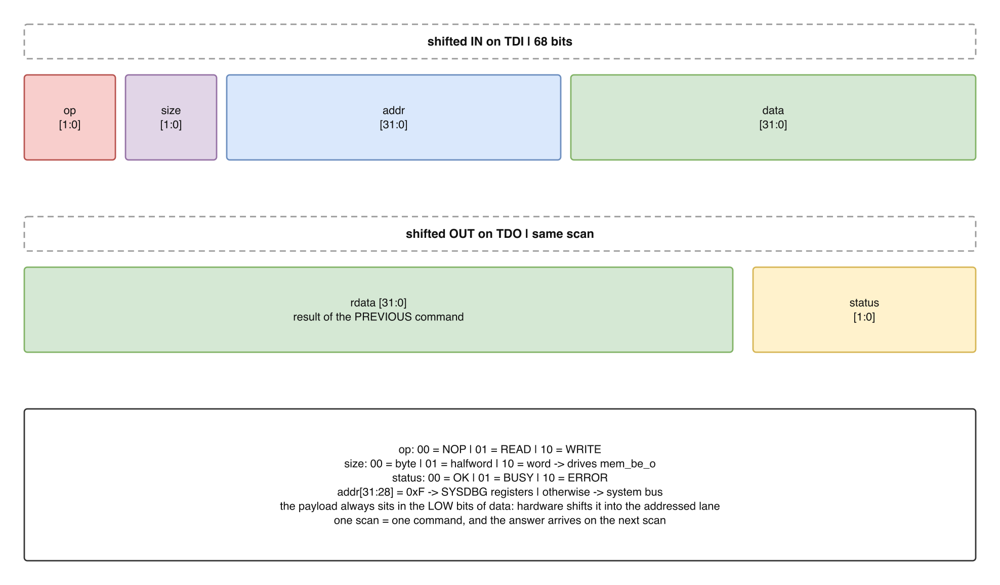 shifted IN on TDI | 68 bits
op
[1:0]
size
[1:0]
addr
[31:0]
data
[31:0]
shifted OUT on TDO | same scan
rdata [31:0]
result of the PREVIOUS command
status
[1:0]
op: 00 = NOP | 01 = READ | 10 = WRITE
size: 00 = byte | 01 = halfword | 10 = word -> drives mem_be_o
status: 00 = OK | 01 = BUSY | 10 = ERROR
addr[31:28] = 0xF -> SYSDBG registers | otherwise -> system bus
the payload always sits in the LOW bits of data: hardware shifts it into the addressed lane
one scan = one command, and the answer arrives on the next scan